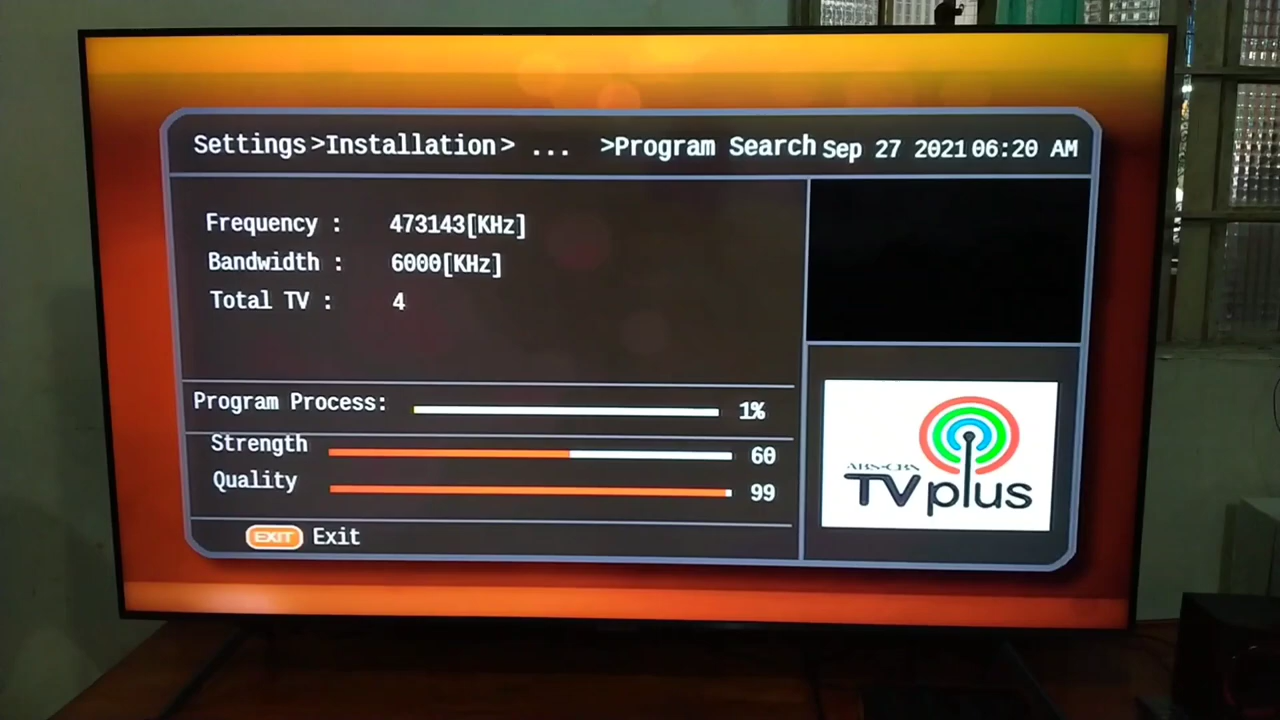 Settings >Installation> ... >Program Search Sep 27 2021 06:20 AM
Frequency : 473143[KHz]
Bandwidth : 6000[KHz]
Total TV : 4
Program Process: 1%
Strength 60
Quality 99
EXIT Exit
ABS-CBN
TVplus